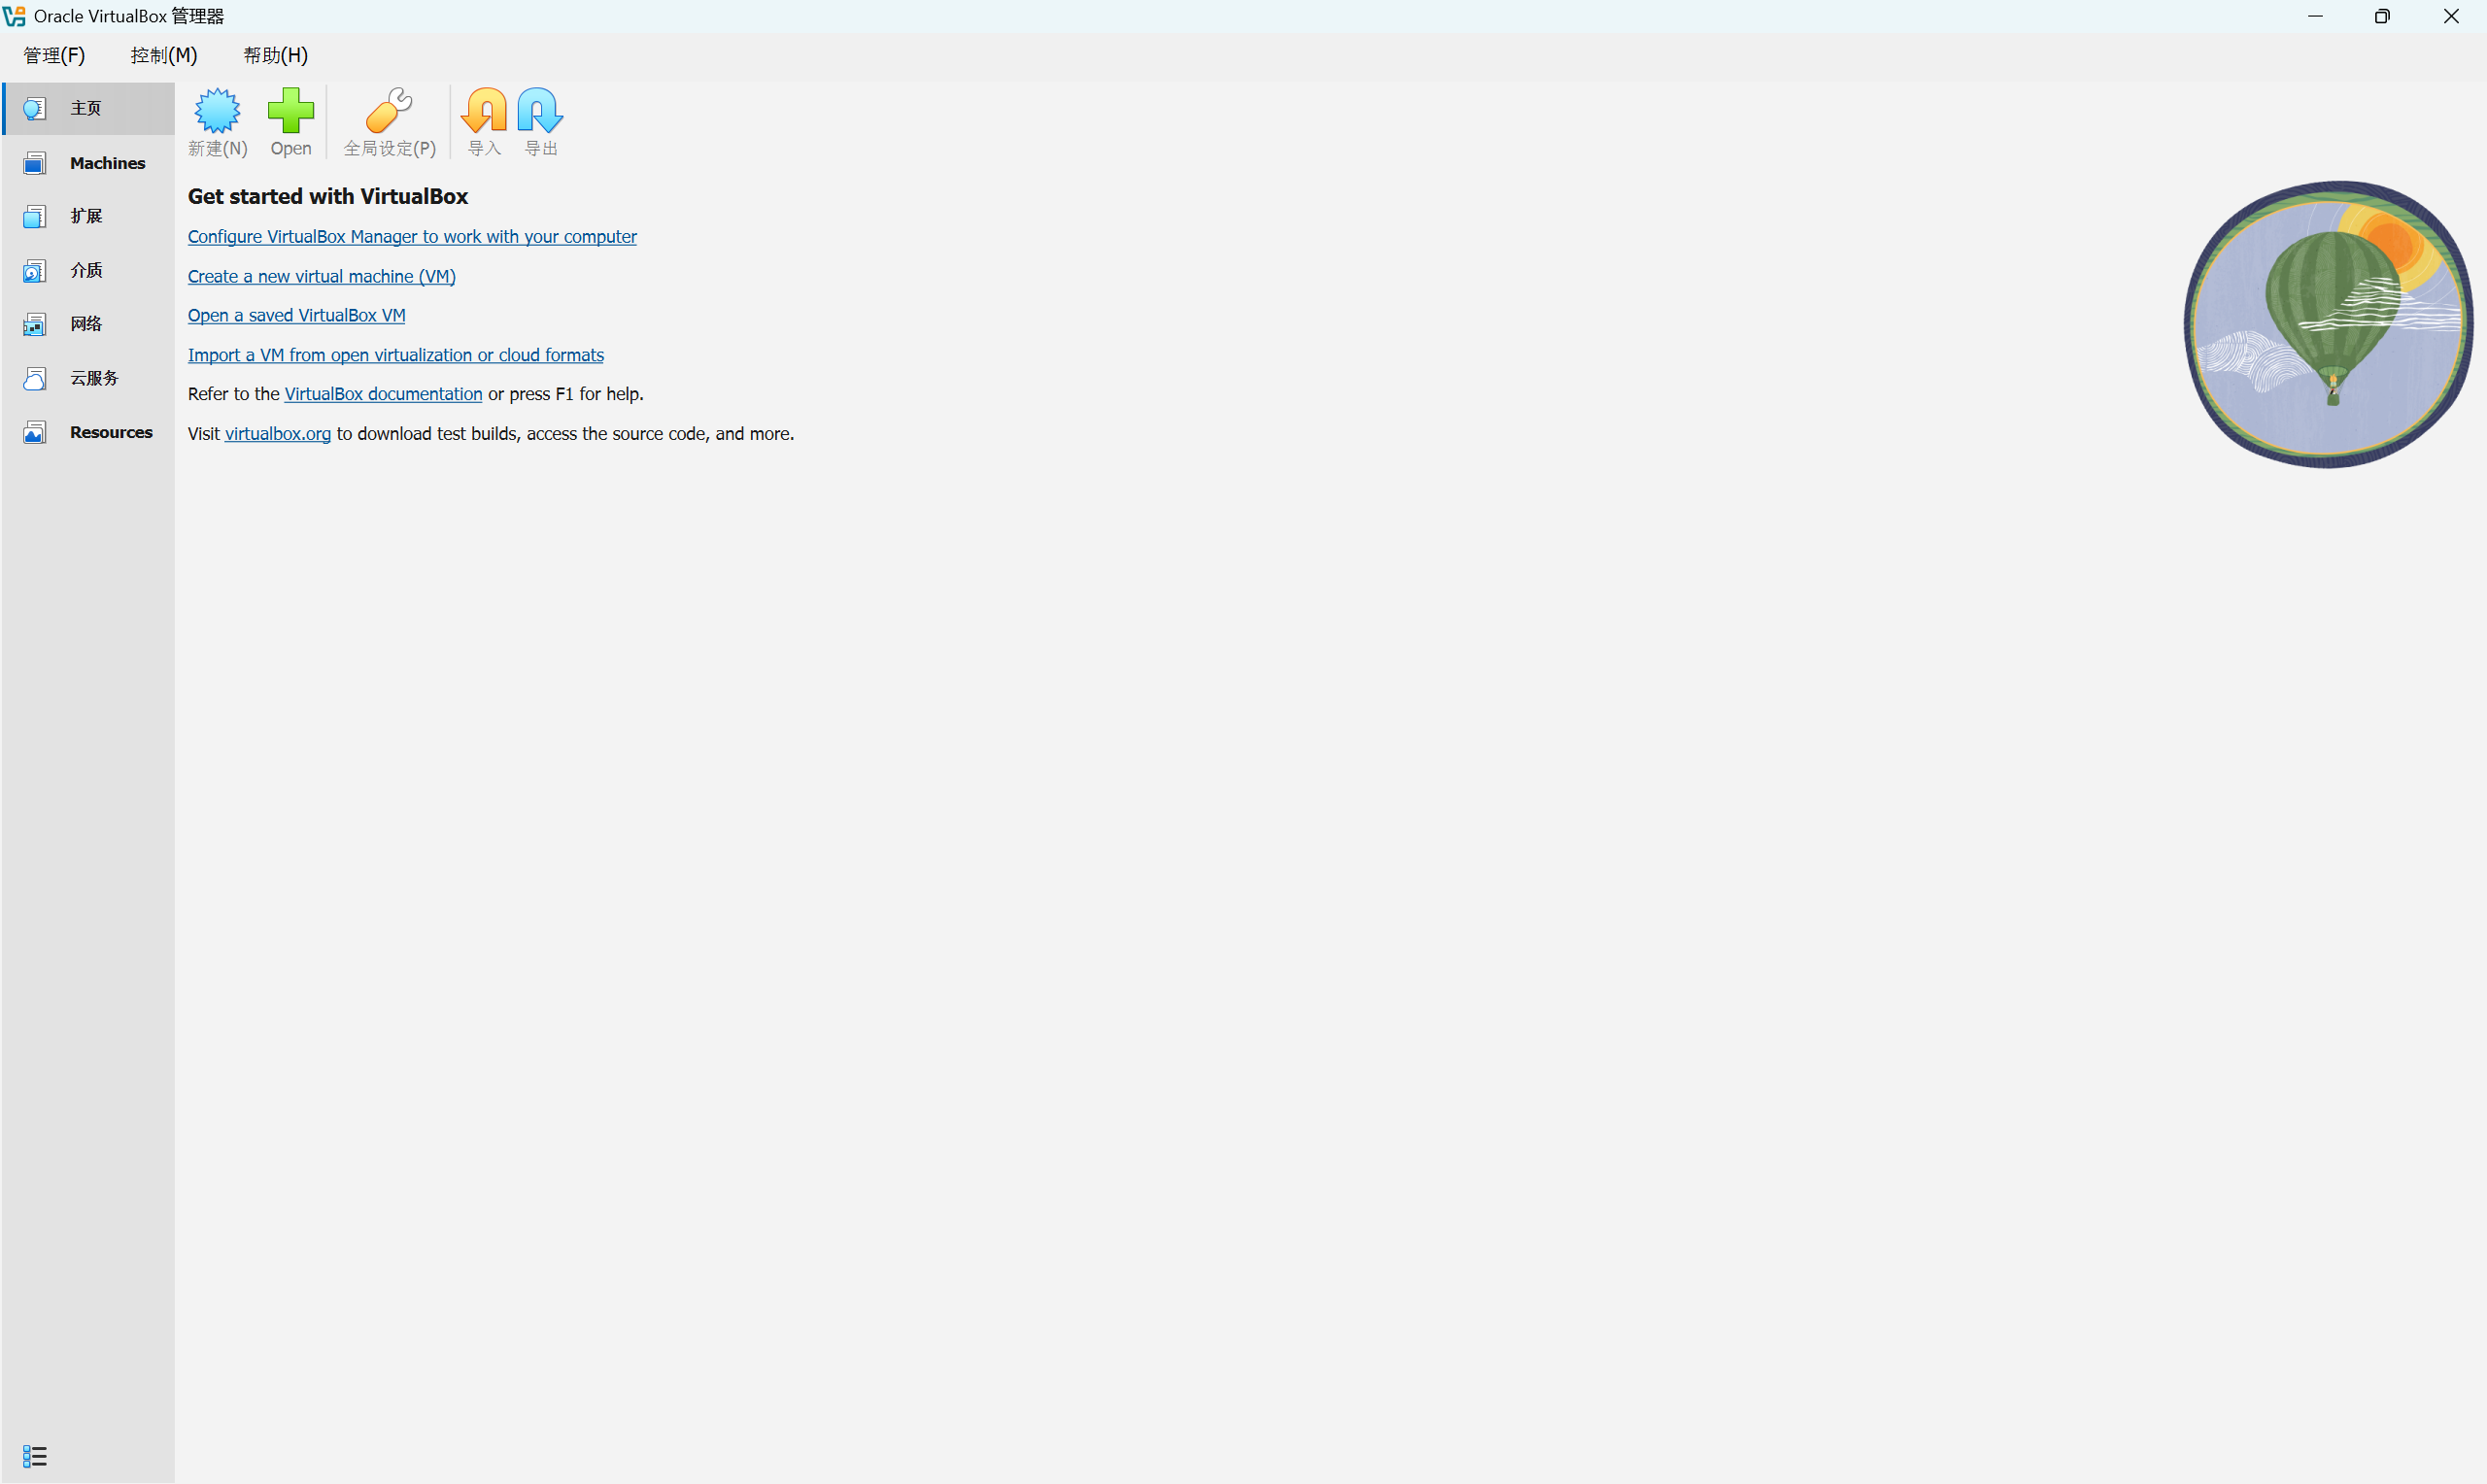 Oracle VirtualBox 管理器
管理(F) 控制(M) 帮助(H)
主页
Machines
扩展
介质
网络
云服务
Resources
新建(N) Open 全局设定(P) 导入 导出
Get started with VirtualBox
Configure VirtualBox Manager to work with your computer
Create a new virtual machine (VM)
Open a saved VirtualBox VM
Import a VM from open virtualization or cloud formats
Refer to the VirtualBox documentation or press F1 for help.
Visit virtualbox.org to download test builds, access the source code, and more.